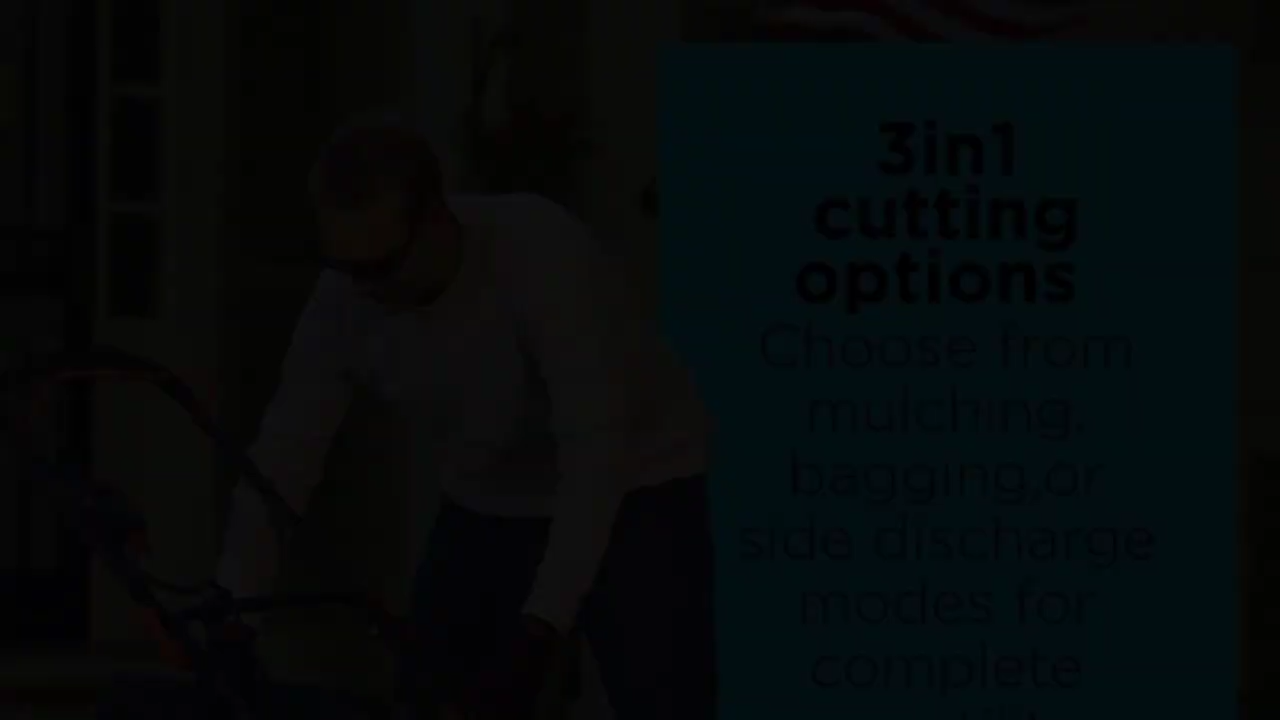 3in1
cutting
options
Choose from
mulching,
bagging,or
side discharge
modes for
complete